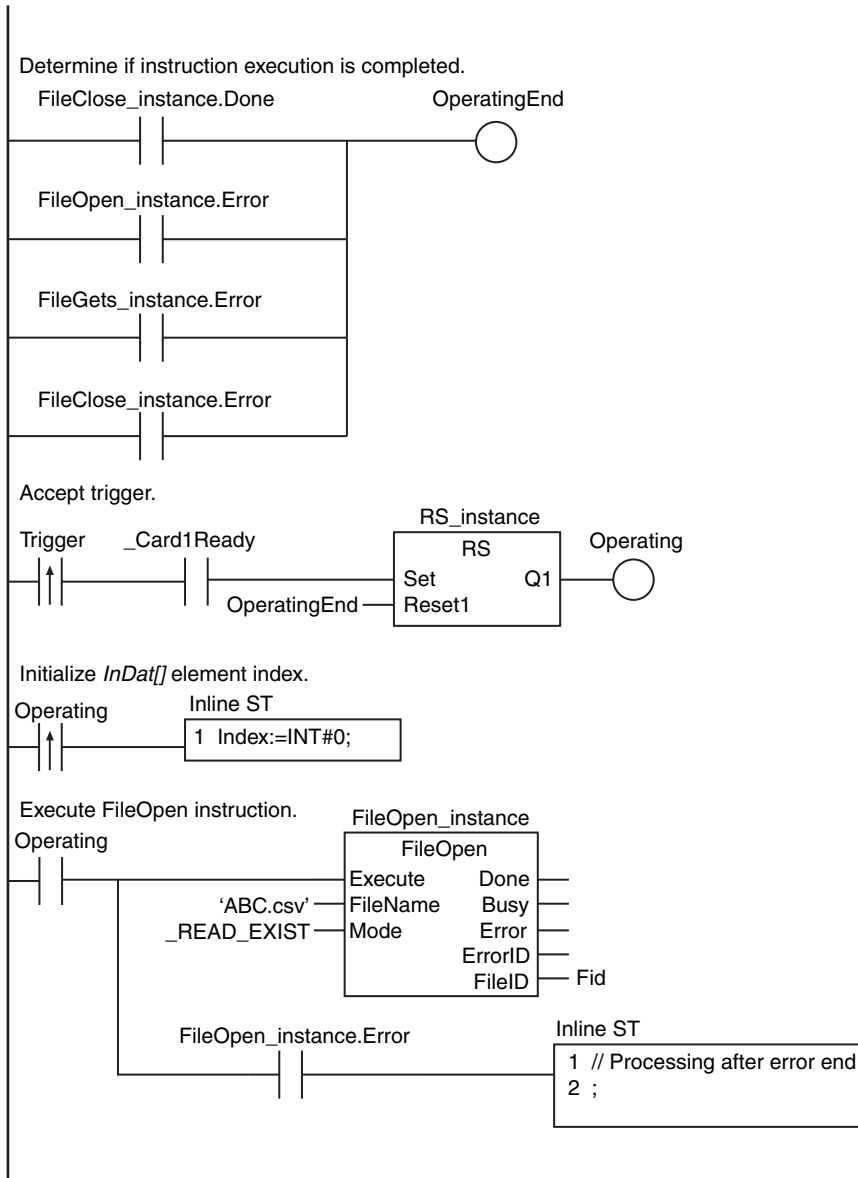 Determine if instruction execution is completed.
FileClose_instance.Done OperatingEnd
FileOpen_instance.Error
FileGets_instance.Error
FileClose_instance.Error
Accept trigger.
RS_instance
Trigger _Card1Ready RS Operating
Set Q1
OperatingEnd Reset1
Initialize InDat[] element index.
Operating Inline ST
1 Index:=INT#0;
Execute FileOpen instruction.
FileOpen_instance
Operating FileOpen
Execute Done
‘ABC.csv’ FileName Busy
_READ_EXIST Mode Error
ErrorID
FileID Fid
FileOpen_instance.Error Inline ST
1 // Processing after error end
2 ;